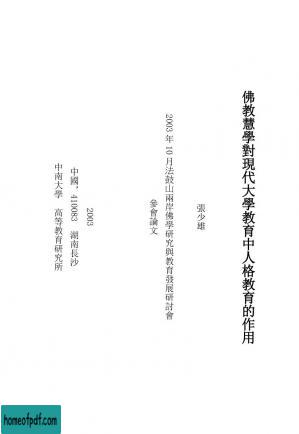 佛教慧學對現代大學教育中人格教育的作用
張少雄
2003 年 10 月法鼓山兩岸佛學研究與教育發展研討會
參會論文
2003
中國，410083 湖南長沙
中南大學 高等教育研究所
homeofpdf.com